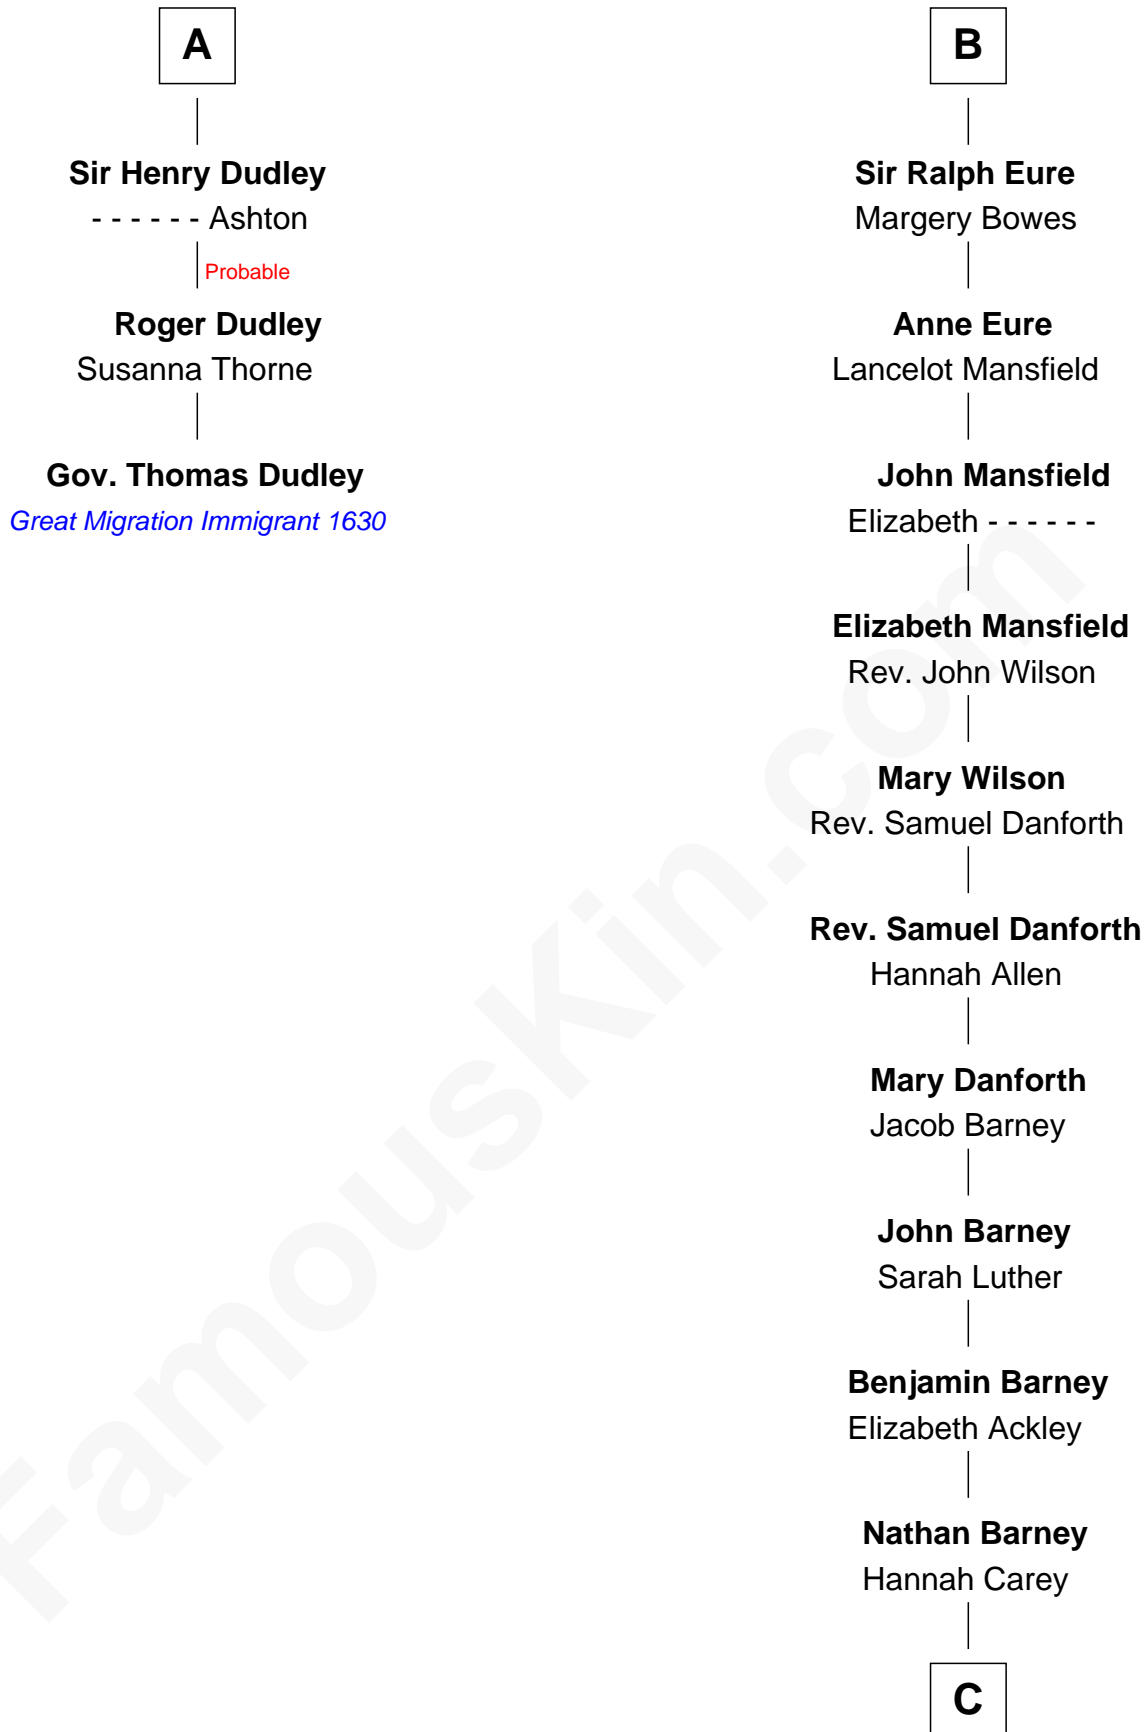 A
Sir Henry Dudley
- - - - - - Ashton
Probable
Roger Dudley
Susanna Thorne
Gov. Thomas Dudley
Great Migration Immigrant 1630
B
Sir Ralph Eure
Margery Bowes
Anne Eure
Lancelot Mansfield
John Mansfield
Elizabeth - - - - - -
Elizabeth Mansfield
Rev. John Wilson
Mary Wilson
Rev. Samuel Danforth
Rev. Samuel Danforth
Hannah Allen
Mary Danforth
Jacob Barney
John Barney
Sarah Luther
Benjamin Barney
Elizabeth Ackley
Nathan Barney
Hannah Carey
C
FamousKin.com